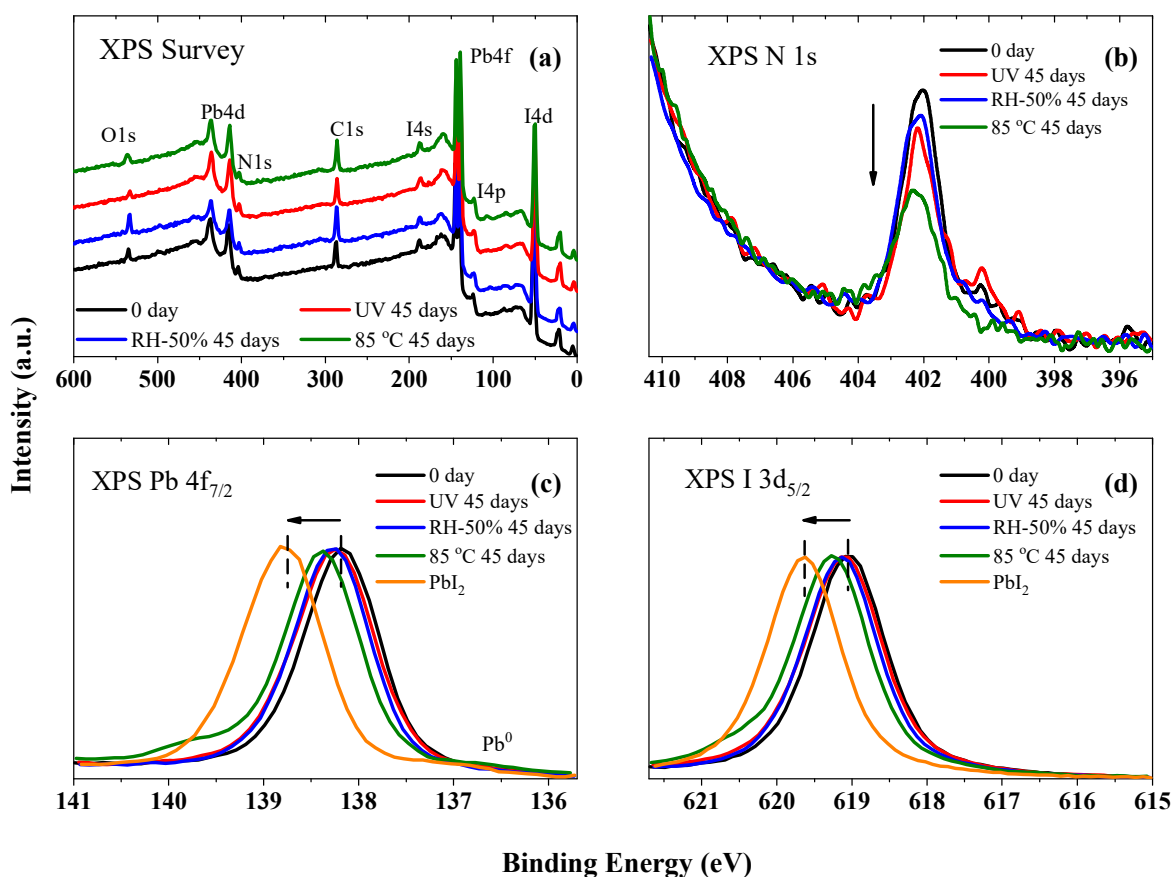 XPS Survey
(a)
Pb4f
O1s
Pb4d
N1s
C1s
I4s
I4p
I4d
0 day
UV 45 days
RH-50% 45 days
85 °C 45 days
600 500 400 300 200 100 0
XPS N 1s
(b)
0 day
UV 45 days
RH-50% 45 days
85 °C 45 days
410 408 406 404 402 400 398 396
Intensity (a.u.)
XPS Pb 4f7/2
(c)
0 day
UV 45 days
RH-50% 45 days
85 °C 45 days
PbI2
Pb0
141 140 139 138 137 136
XPS I 3d5/2
(d)
0 day
UV 45 days
RH-50% 45 days
85 °C 45 days
PbI2
621 620 619 618 617 616 615
Binding Energy (eV)